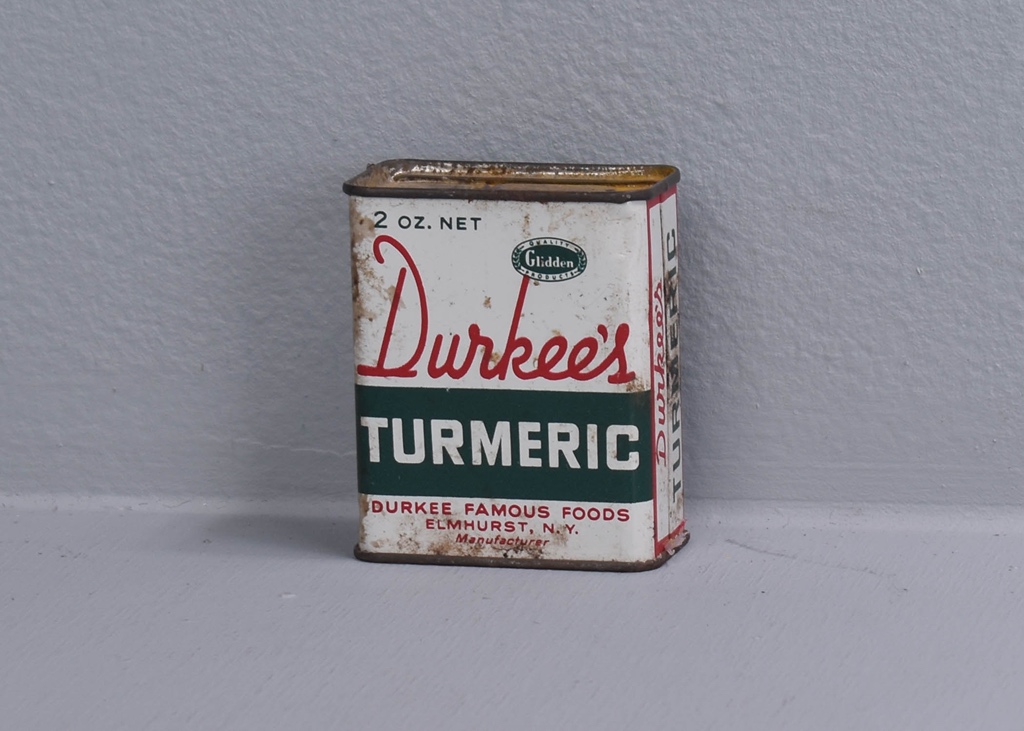 2 OZ. NET
QUALITY
Glidden
PRODUCTS
Durkee's
TURMERIC
DURKEE FAMOUS FOODS
ELMHURST, N.Y.
Manufacturer
Durkee's
TURMERIC